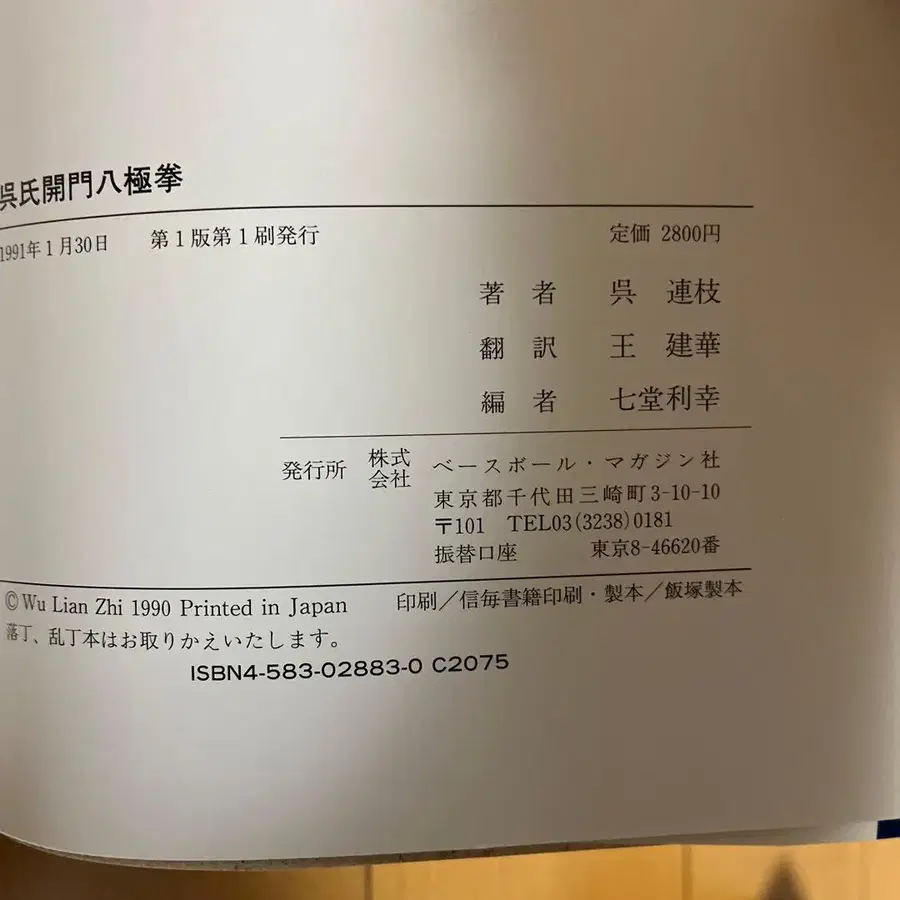 呉氏開門八極拳
1991年1月30日 第1版第1刷発行 定価 2800円
著者 呉 連枝
翻訳 王 建華
編者 七堂利幸
発行所 株式会社 ベースボール・マガジン社
東京都千代田三崎町3-10-10
〒101 TEL03(3238)0181
振替口座 東京8-46620番
©Wu Lian Zhi 1990 Printed in Japan 印刷/信毎書籍印刷・製本/飯塚製本
落丁、乱丁本はお取りかえいたします。
ISBN4-583-02883-0 C2075